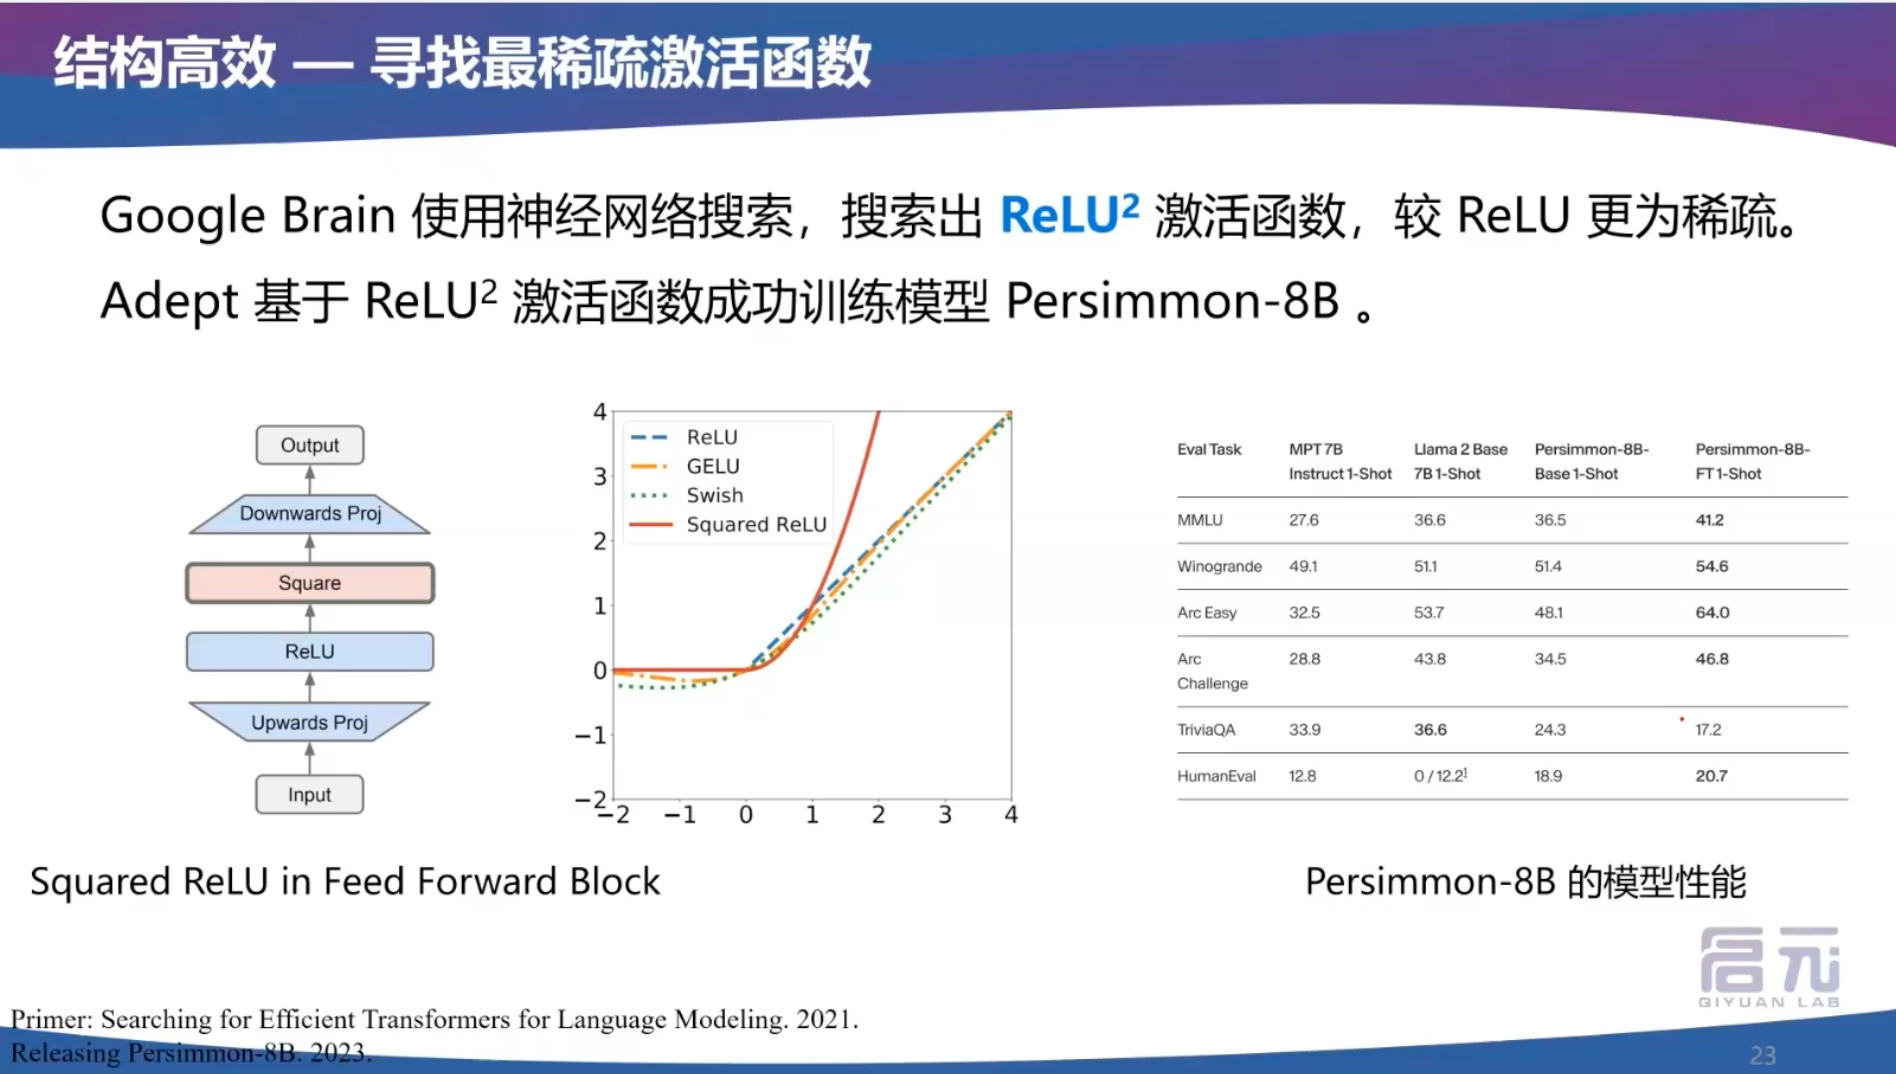 结构高效 — 寻找最稀疏激活函数
Google Brain 使用神经网络搜索，搜索出 ReLU² 激活函数，较 ReLU 更为稀疏。
Adept 基于 ReLU² 激活函数成功训练模型 Persimmon-8B 。
Output
Downwards Proj
Square
ReLU
Upwards Proj
Input
Squared ReLU in Feed Forward Block
4
3
2
1
0
−1
−2
−2 −1 0 1 2 3 4
ReLU
GELU
Swish
Squared ReLU
Eval Task MPT 7B Llama 2 Base Persimmon-8B- Persimmon-8B-
Instruct 1-Shot 7B 1-Shot Base 1-Shot FT 1-Shot
MMLU 27.6 36.6 36.5 41.2
Winogrande 49.1 51.1 51.4 54.6
Arc Easy 32.5 53.7 48.1 64.0
Arc 28.8 43.8 34.5 46.8
Challenge
TriviaQA 33.9 36.6 24.3 17.2
HumanEval 12.8 0 / 12.2¹ 18.9 20.7
Persimmon-8B 的模型性能
启元
QIYUAN LAB
Primer: Searching for Efficient Transformers for Language Modeling. 2021.
Releasing Persimmon-8B. 2023.
23